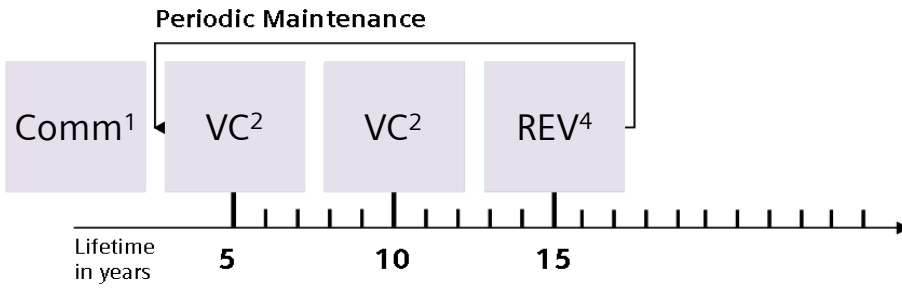 Periodic Maintenance
Comm¹ VC² VC² REV⁴
Lifetime
in years
5 10 15